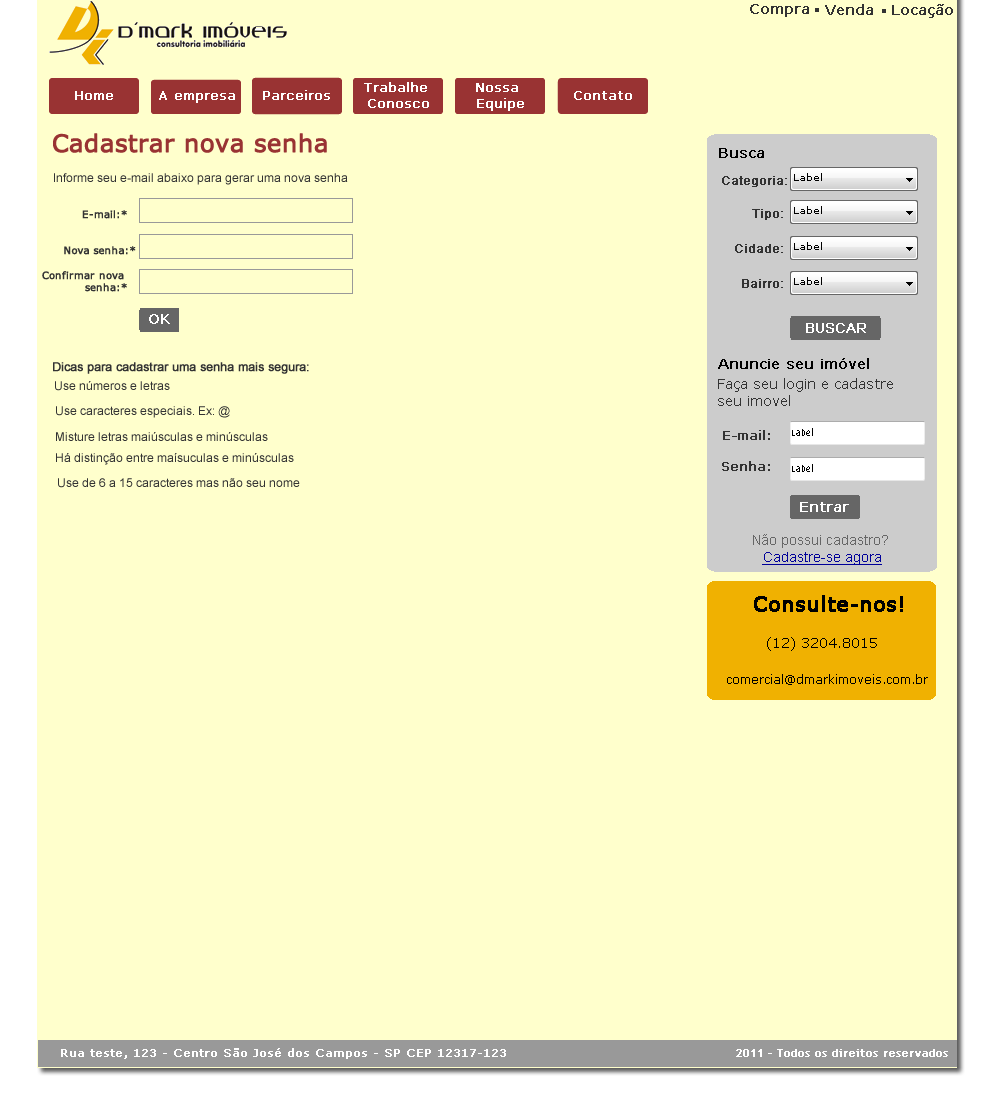 Compra ▪ Venda ▪ Locação
D'mark imóveis
consultoria imobiliária
Home
A empresa
Parceiros
Trabalhe
Conosco
Nossa
Equipe
Contato
Cadastrar nova senha
Informe seu e-mail abaixo para gerar uma nova senha
E-mail:*
Nova senha:*
Confirmar nova
senha:*
OK
Dicas para cadastrar uma senha mais segura:
Use números e letras
Use caracteres especiais. Ex: @
Misture letras maiúsculas e minúsculas
Há distinção entre maísuculas e minúsculas
Use de 6 a 15 caracteres mas não seu nome
Busca
Categoria: Label
Tipo: Label
Cidade: Label
Bairro: Label
BUSCAR
Anuncie seu imóvel
Faça seu login e cadastre
seu imovel
E-mail: Label
Senha: Label
Entrar
Não possui cadastro?
Cadastre-se agora
Consulte-nos!
(12) 3204.8015
comercial@dmarkimoveis.com.br
Rua teste, 123 - Centro São José dos Campos - SP CEP 12317-123
2011 - Todos os direitos reservados